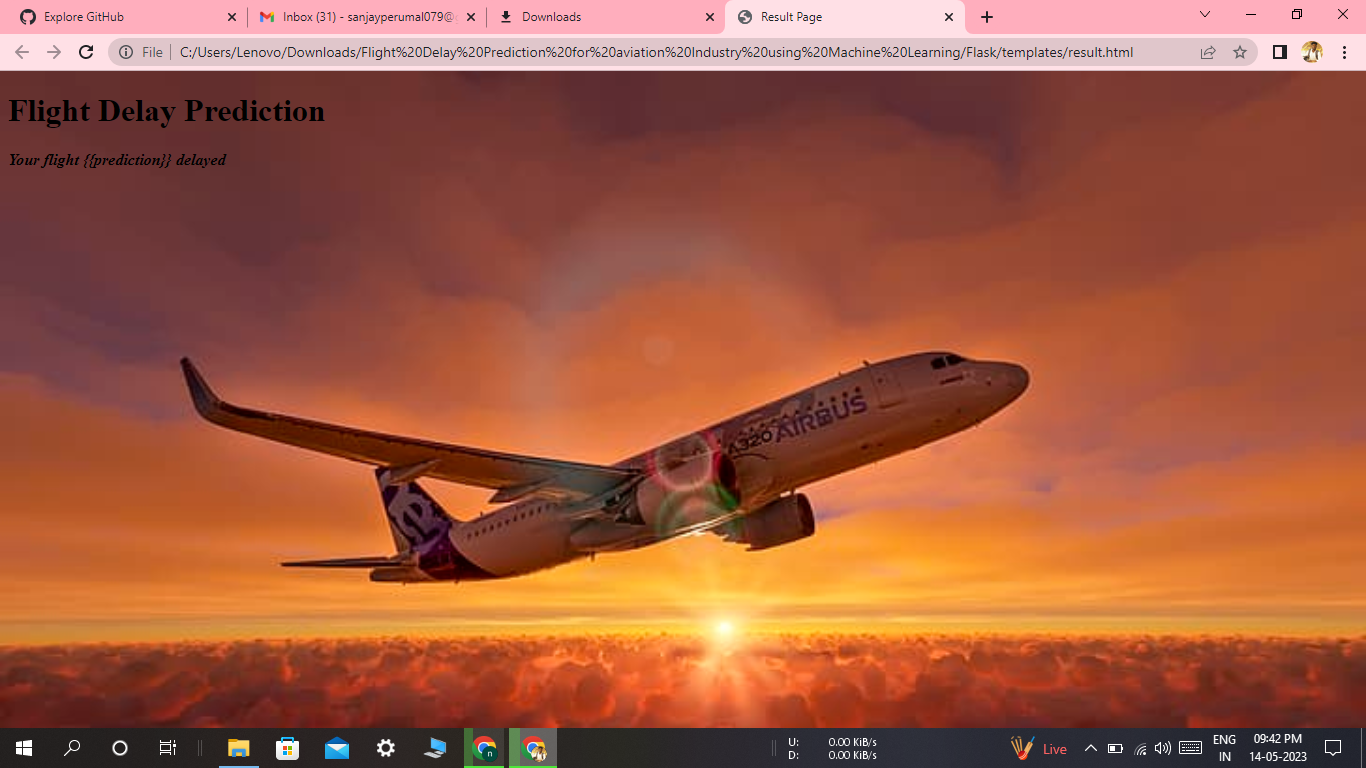 Explore GitHub
Inbox (31) - sanjayperumal079@
Downloads
Result Page
File
C:/Users/Lenovo/Downloads/Flight%20Delay%20Prediction%20for%20aviation%20Industry%20using%20Machine%20Learning/Flask/templates/result.html
Flight Delay Prediction
Your flight {{prediction}} delayed
A320 AIRBUS
U: 0.00 KiB/s
D: 0.00 KiB/s
Live
ENG
IN
09:42 PM
14-05-2023